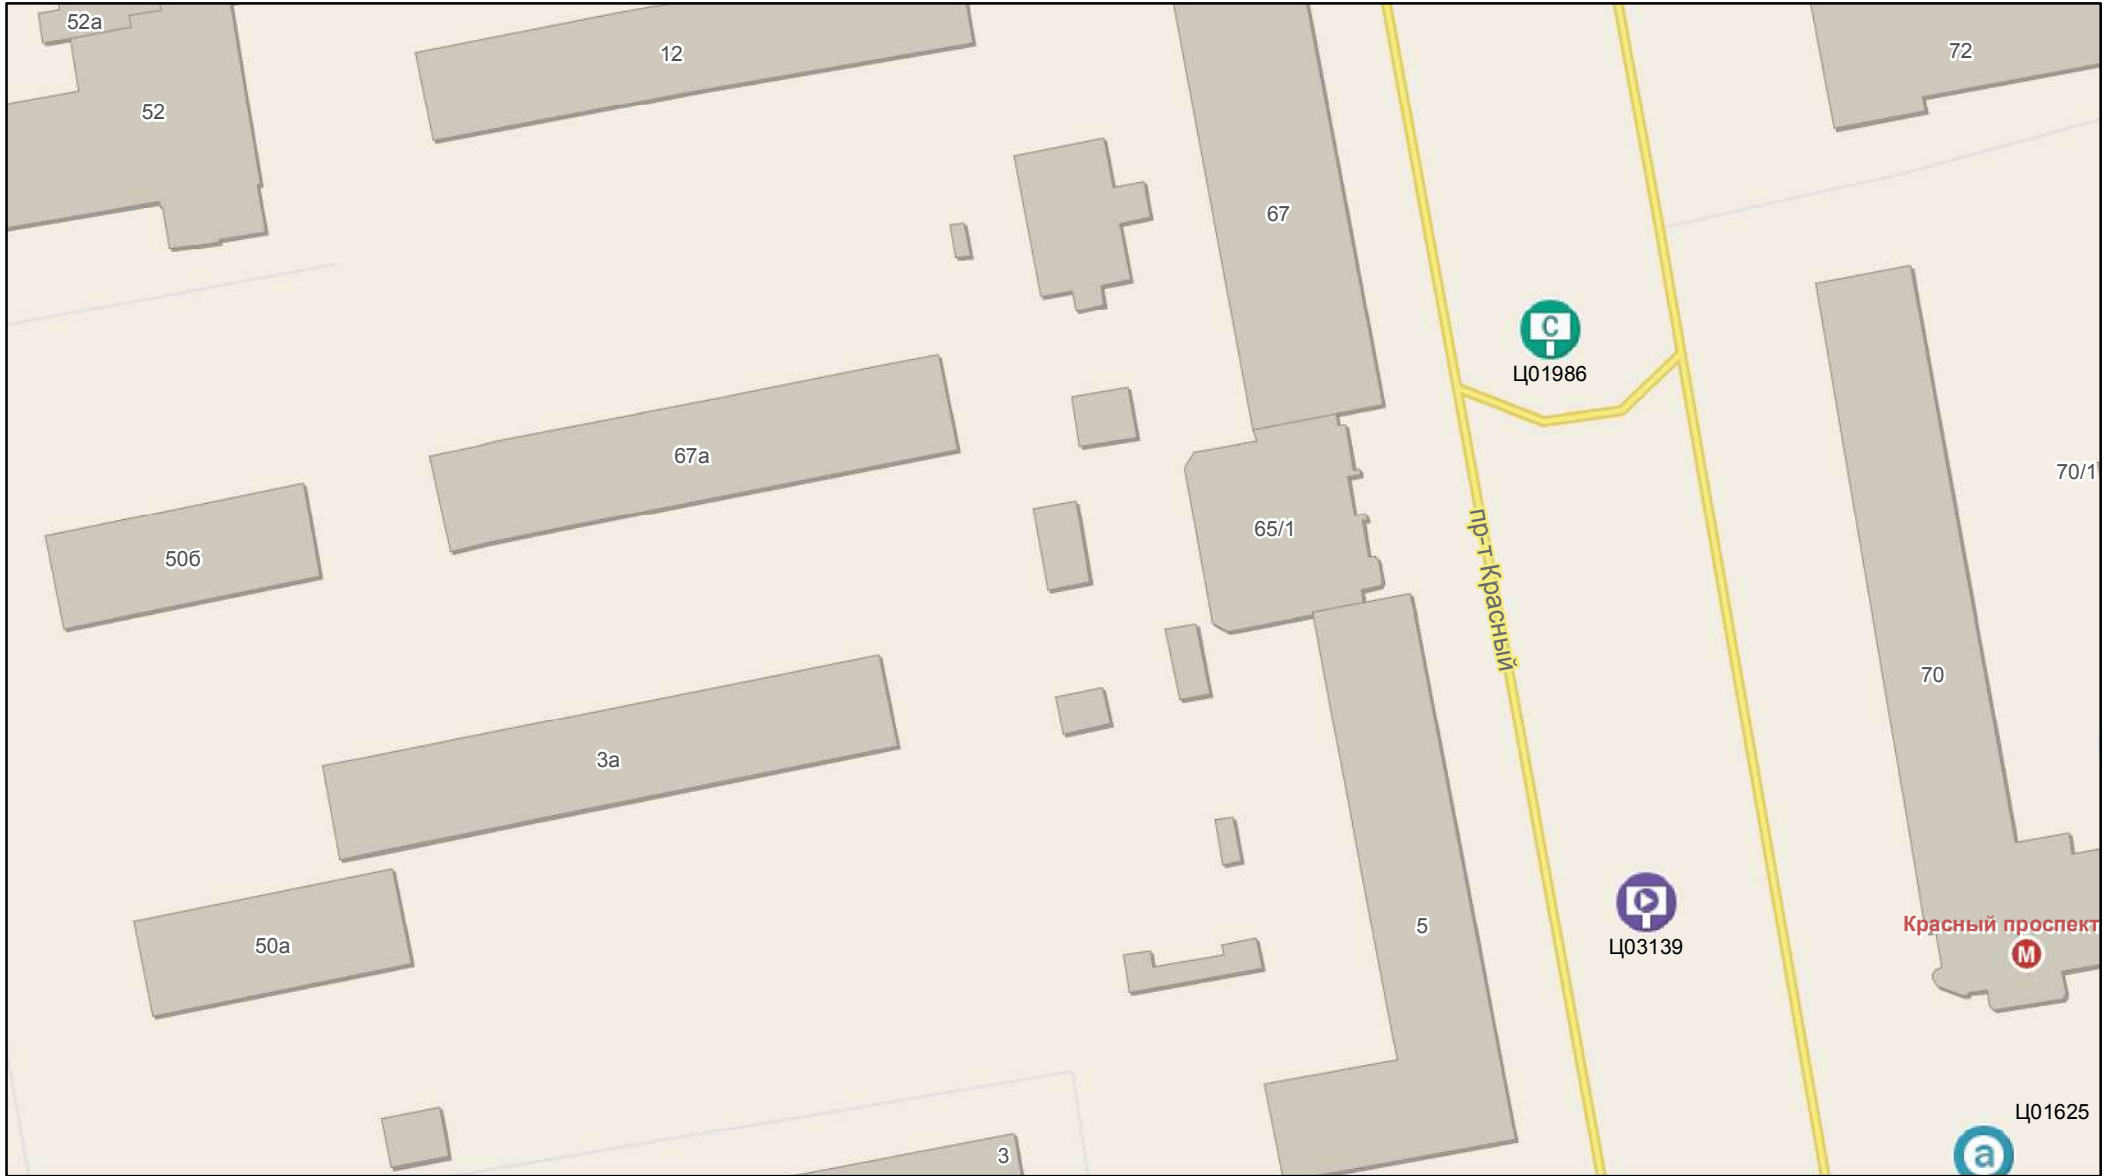 52а
12
72
52
67
С
Ц01986
67а
70/1
65/1
50б
пр-т Красный
70
3а
5
Красный проспект
50а
Ц03139
М
Ц01625
3
а